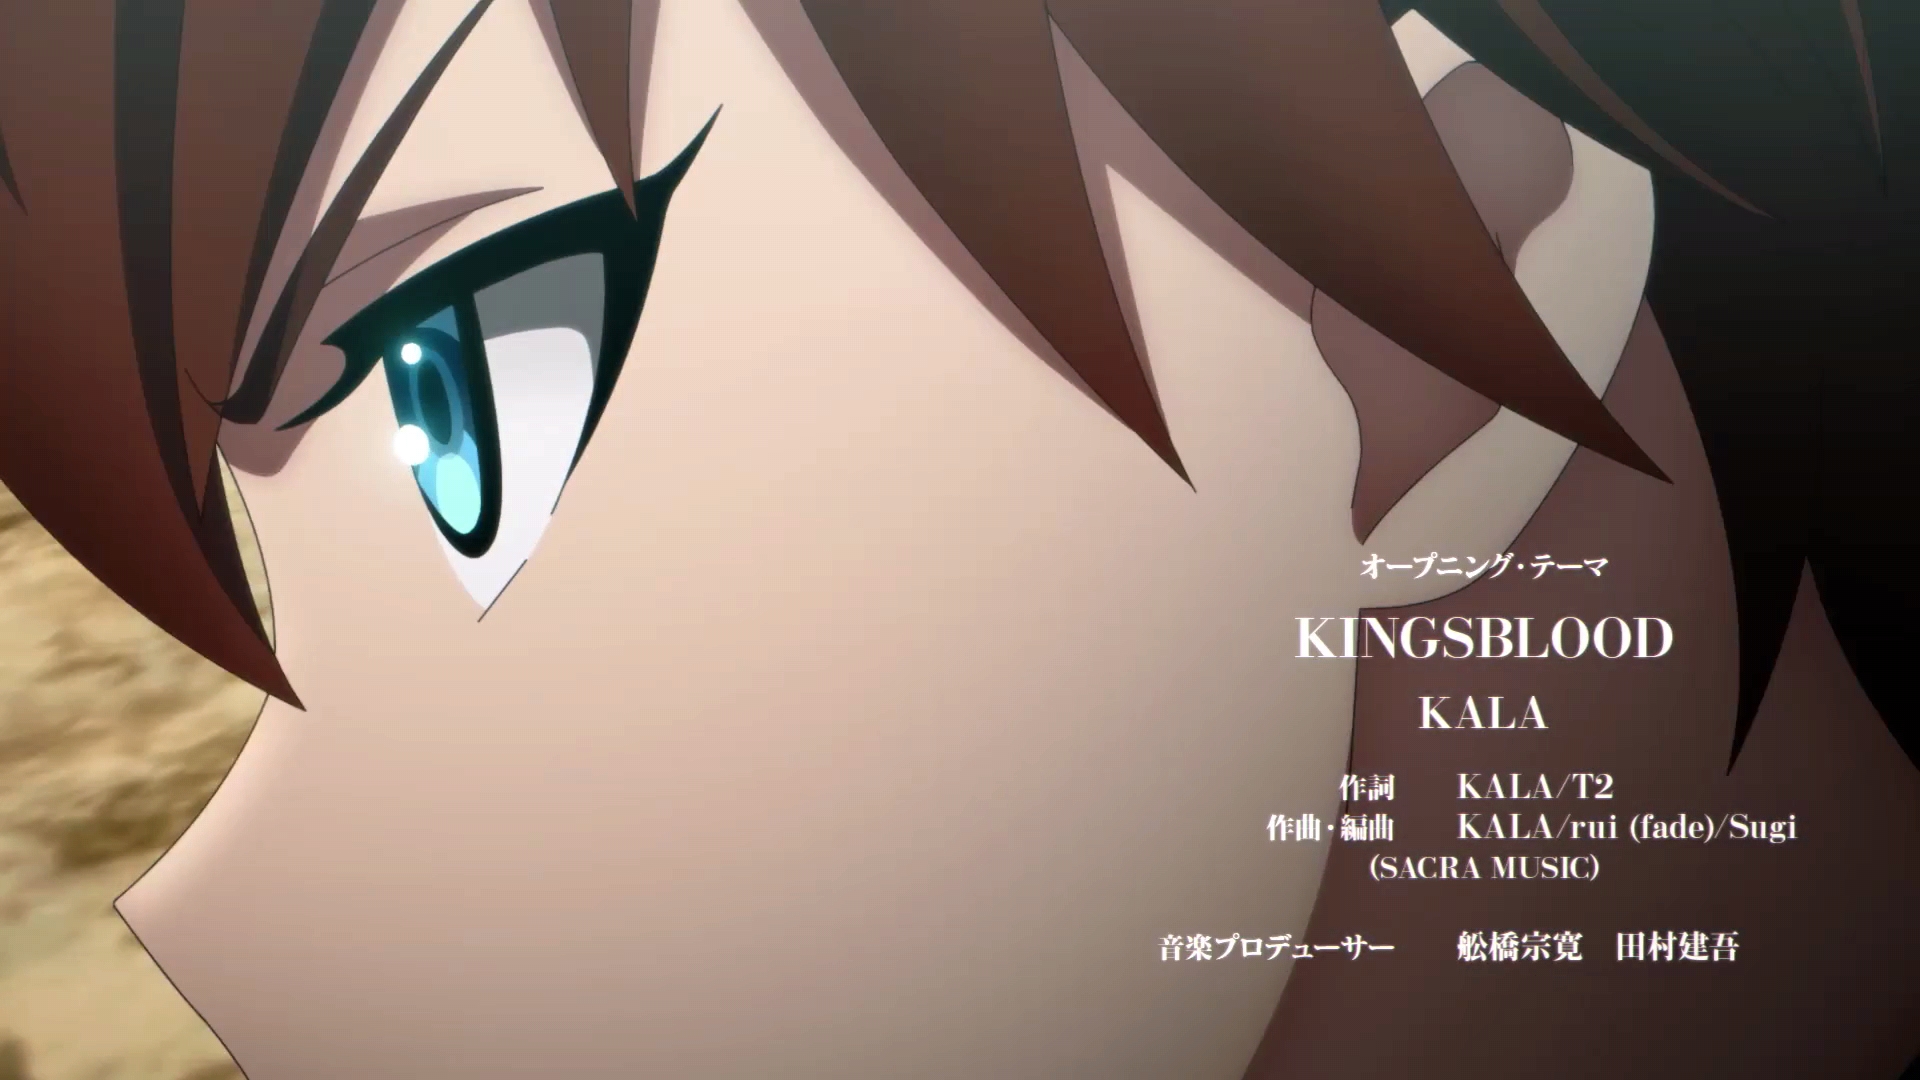 オープニング・テーマ
KINGSBLOOD
KALA
作詞 KALA/T2
作曲・編曲 KALA/rui (fade)/Sugi
(SACRA MUSIC)
音楽プロデューサー 舩橋宗寛 田村建吾